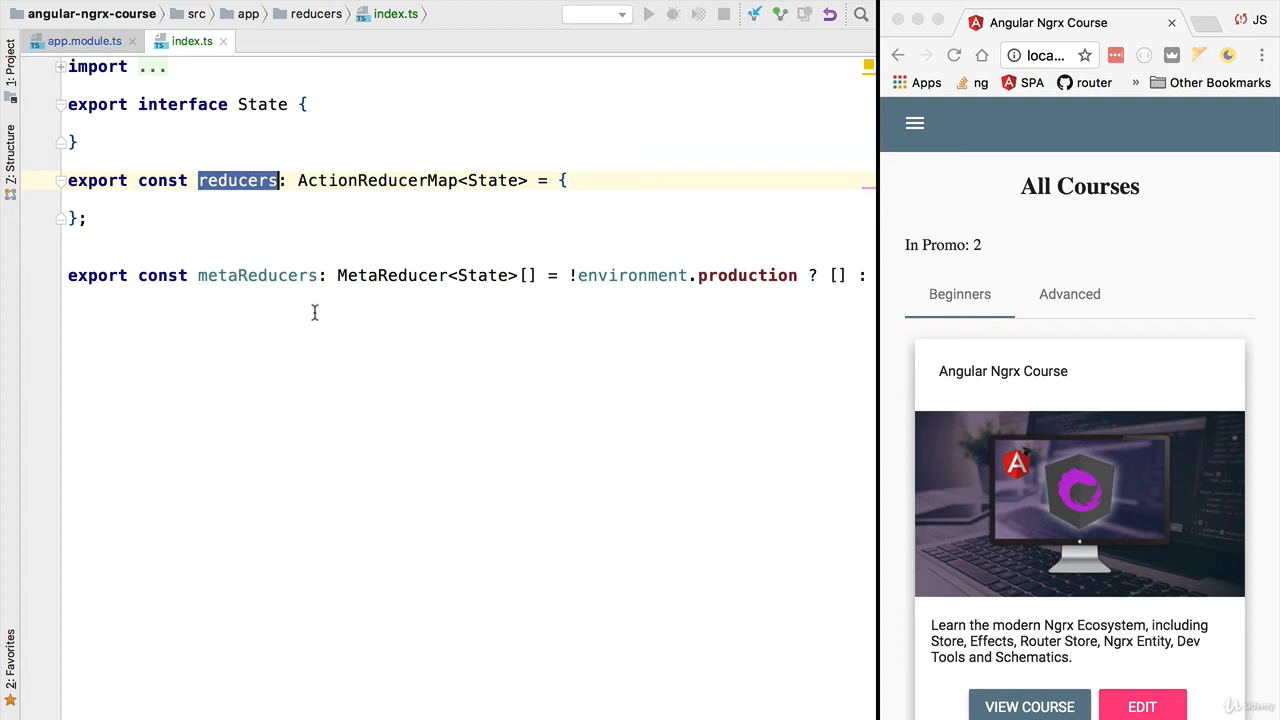 angular-ngrx-course src app reducers index.ts
app.module.ts index.ts
1: Project
Z: Structure
2: Favorites
import ...
export interface State {
}
export const reducers: ActionReducerMap<State> = {
};
export const metaReducers: MetaReducer<State>[] = !environment.production ? [] :
Angular Ngrx Course
JS
loca...
Apps ng SPA router » Other Bookmarks
All Courses
In Promo: 2
Beginners Advanced
Angular Ngrx Course
Learn the modern Ngrx Ecosystem, including
Store, Effects, Router Store, Ngrx Entity, Dev
Tools and Schematics.
VIEW COURSE EDIT
Udemy